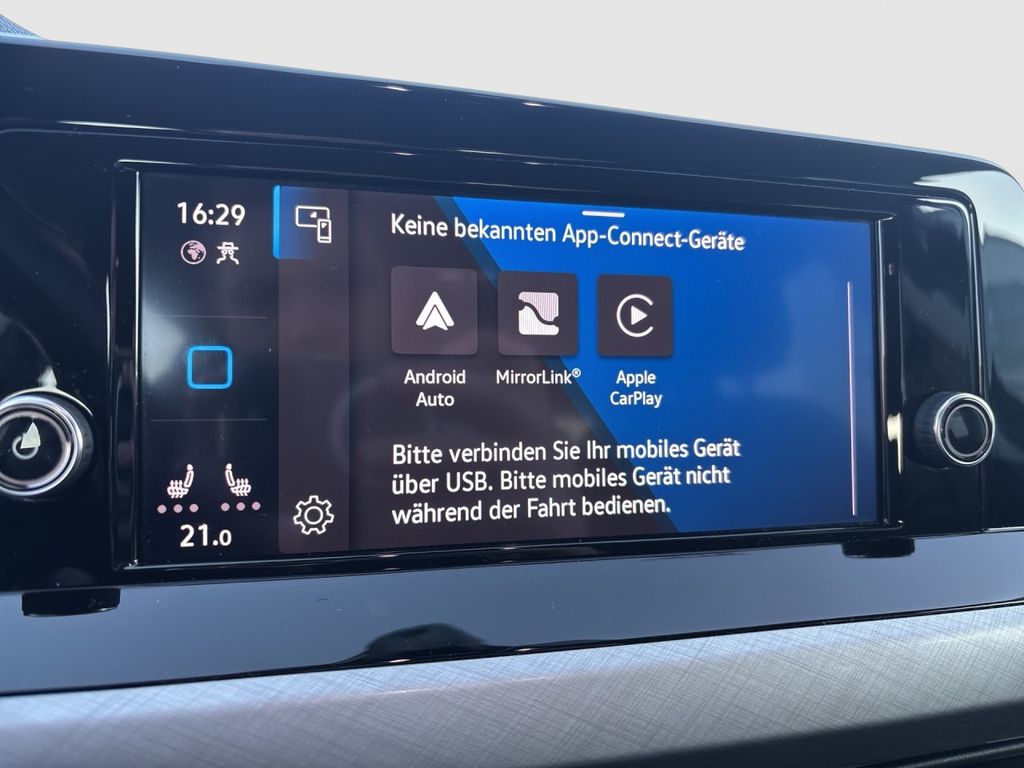 16:29
Keine bekannten App-Connect-Geräte
Android
Auto
MirrorLink®
Apple
CarPlay
Bitte verbinden Sie Ihr mobiles Gerät
über USB. Bitte mobiles Gerät nicht
während der Fahrt bedienen.
21.0